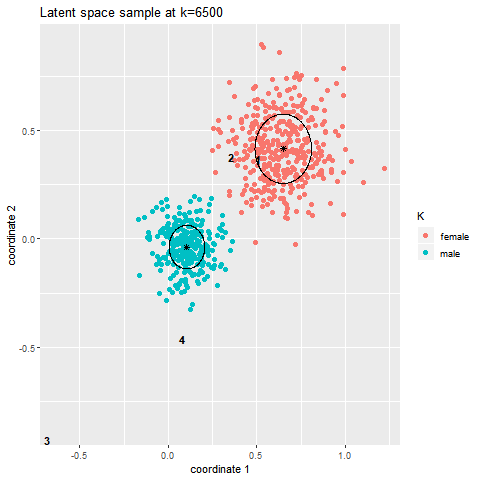 Latent space sample at k=6500
0.5
0.0
-0.5
coordinate 2
2
1
4
3
-0.5
0.0
0.5
1.0
coordinate 1
K
female
male